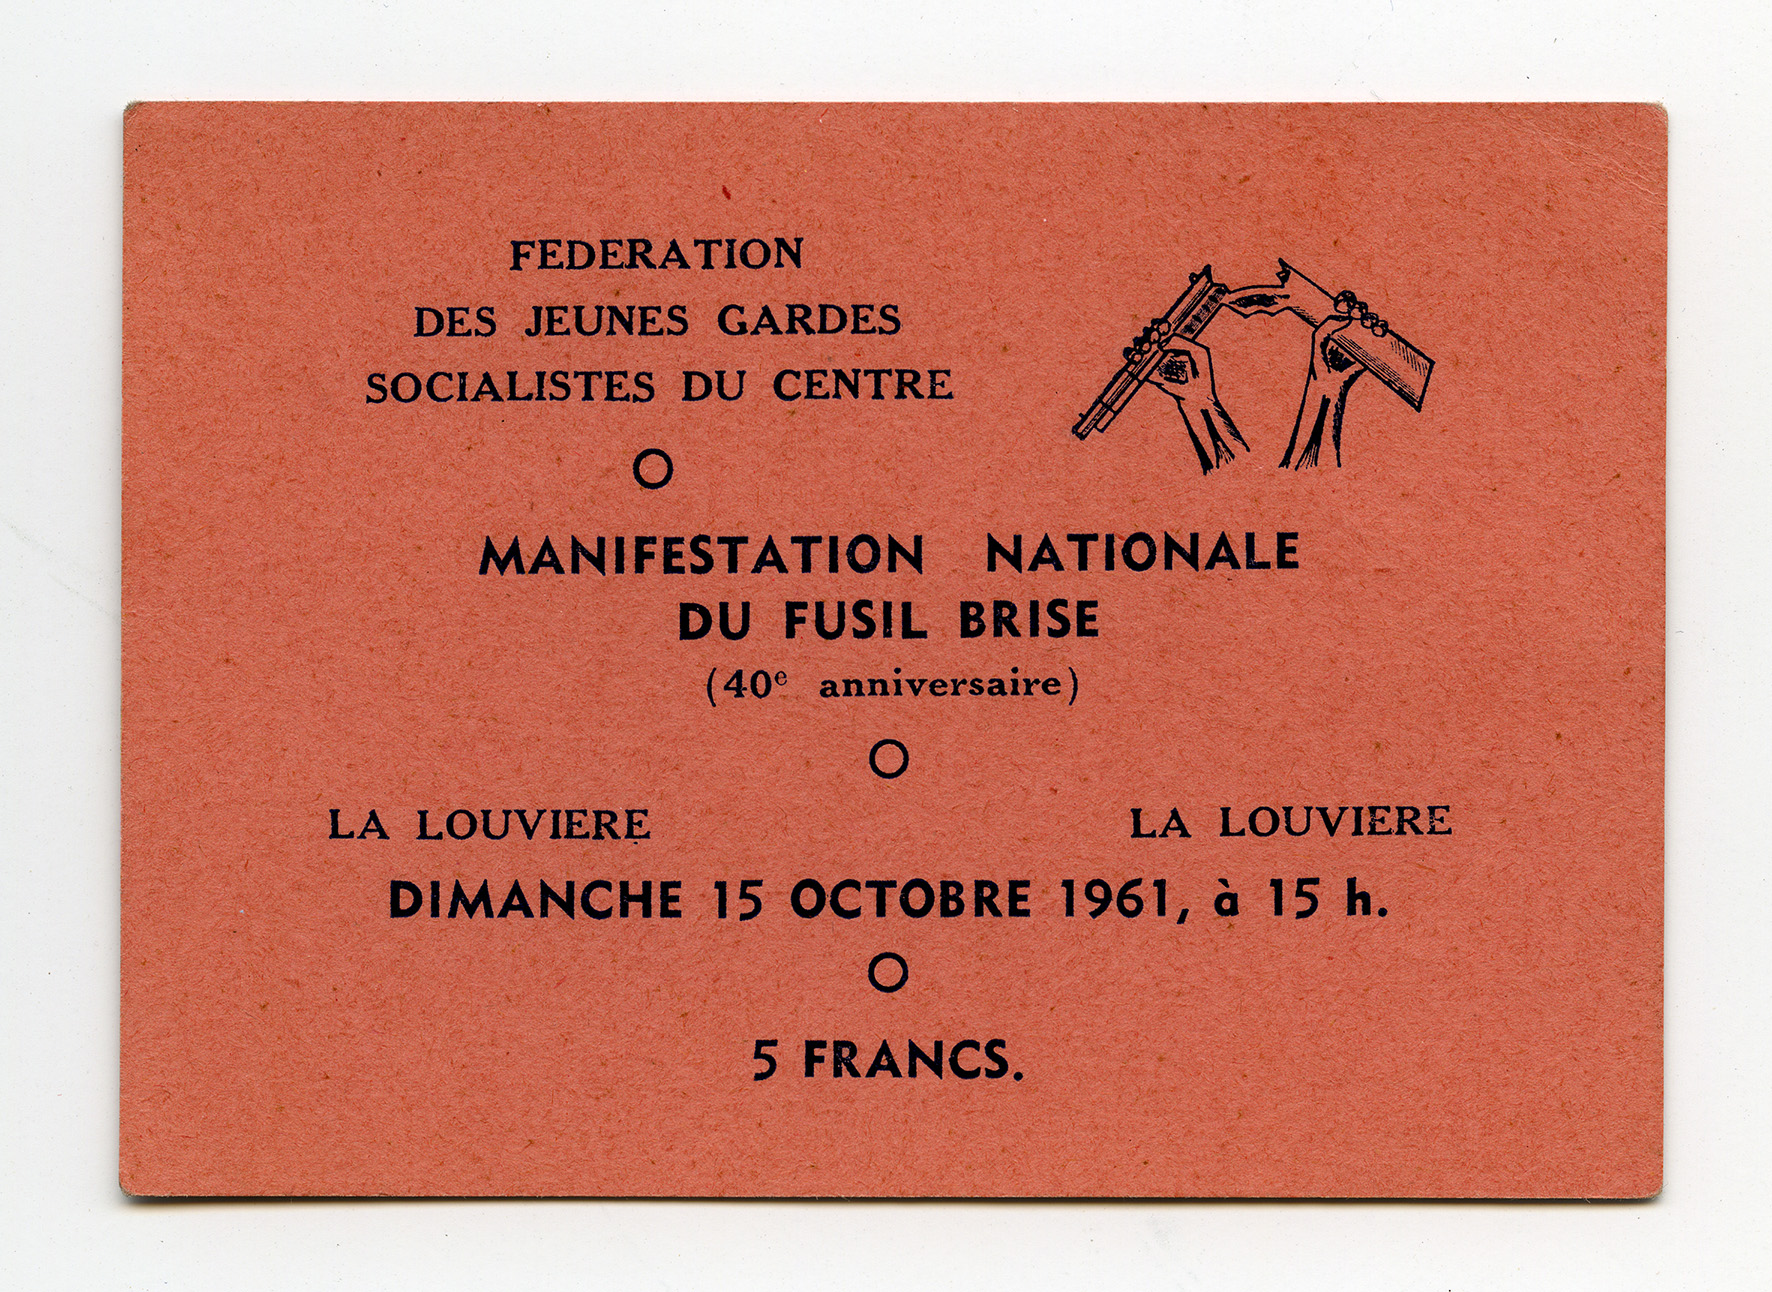 FEDERATION
DES JEUNES GARDES
SOCIALISTES DU CENTRE
MANIFESTATION NATIONALE
DU FUSIL BRISE
(40e anniversaire)
LA LOUVIERE LA LOUVIERE
DIMANCHE 15 OCTOBRE 1961, à 15 h.
5 FRANCS.